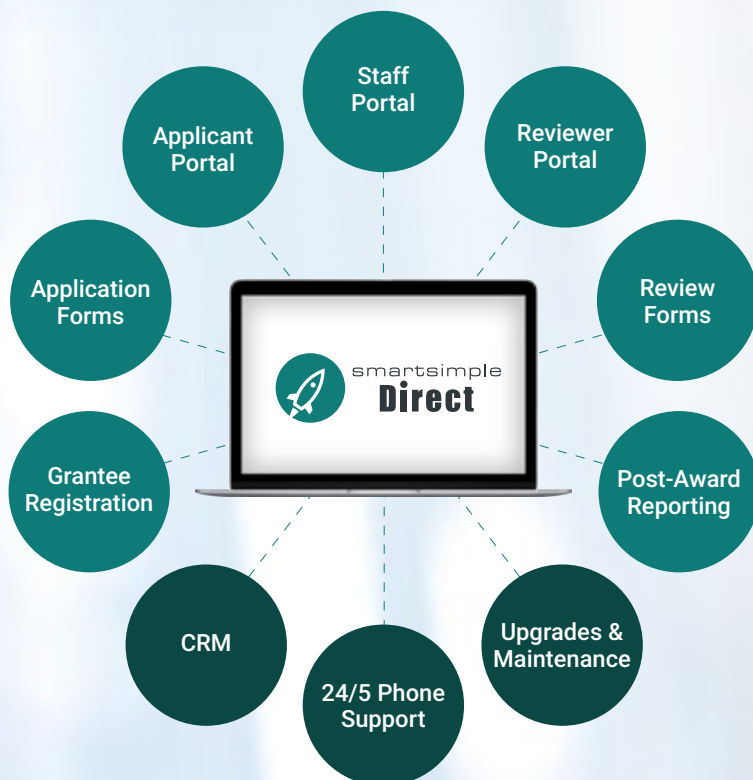 Staff
Portal
Applicant
Portal
Reviewer
Portal
Application
Forms
Review
Forms
smartsimple
Direct
Grantee
Registration
Post-Award
Reporting
CRM
Upgrades &
Maintenance
24/5 Phone
Support